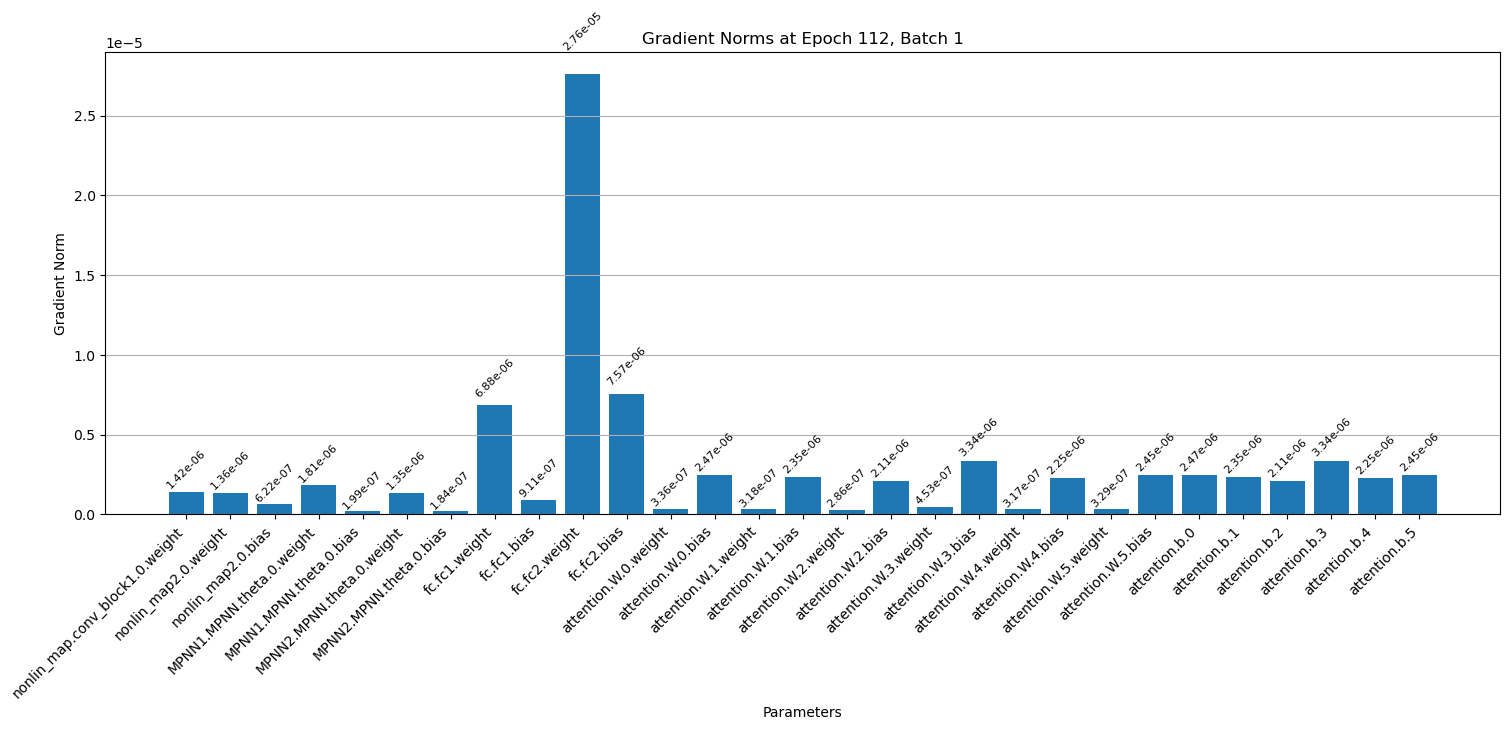 Gradient Norms at Epoch 112, Batch 1
1e−5
Gradient Norm
2.5
2.0
1.5
1.0
0.5
0.0
1.42e-06
1.36e-06
6.22e-07
1.81e-06
1.99e-07
1.35e-06
1.84e-07
6.88e-06
9.11e-07
2.76e-05
7.57e-06
3.36e-07
2.47e-06
3.18e-07
2.35e-06
2.86e-07
2.11e-06
4.53e-07
3.34e-06
3.17e-07
2.25e-06
3.29e-07
2.45e-06
2.47e-06
2.35e-06
2.11e-06
3.34e-06
2.25e-06
2.45e-06
nonlin_map.conv_block1.0.weight
nonlin_map2.0.weight
nonlin_map2.0.bias
MPNN1.MPNN.theta.0.weight
MPNN1.MPNN.theta.0.bias
MPNN2.MPNN.theta.0.weight
MPNN2.MPNN.theta.0.bias
fc.fc1.weight
fc.fc1.bias
fc.fc2.weight
fc.fc2.bias
attention.W.0.weight
attention.W.0.bias
attention.W.1.weight
attention.W.1.bias
attention.W.2.weight
attention.W.2.bias
attention.W.3.weight
attention.W.3.bias
attention.W.4.weight
attention.W.4.bias
attention.W.5.weight
attention.W.5.bias
attention.b.0
attention.b.1
attention.b.2
attention.b.3
attention.b.4
attention.b.5
Parameters